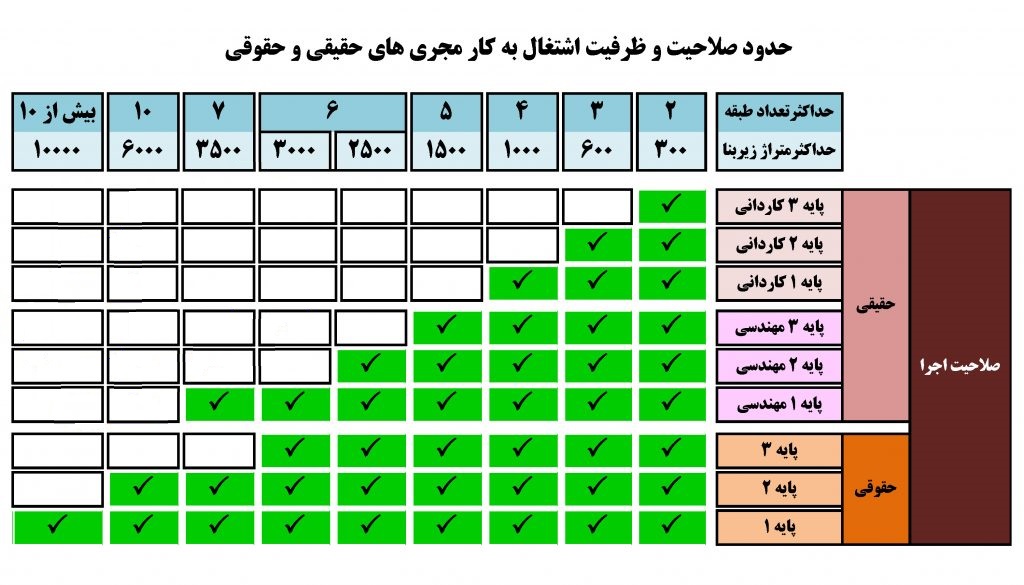 حدود صلاحیت و ظرفیت اشتغال به کار مجری های حقیقی و حقوقی
حداکثرتعداد طبقه ۲ ۳ ۴ ۵ ۶ ۷ ۱۰ بیش از ۱۰
حداکثرمتراژ زیربنا ۳۰۰ ۶۰۰ ۱۰۰۰ ۱۵۰۰ ۲۵۰۰ ۳۰۰۰ ۳۵۰۰ ۶۰۰۰ ۱۰۰۰۰
صلاحیت اجرا
حقیقی
پایه ۳ کاردانی ✓
پایه ۲ کاردانی ✓ ✓
پایه ۱ کاردانی ✓ ✓ ✓
پایه ۳ مهندسی ✓ ✓ ✓ ✓
پایه ۲ مهندسی ✓ ✓ ✓ ✓ ✓
پایه ۱ مهندسی ✓ ✓ ✓ ✓ ✓ ✓ ✓
حقوقی
پایه ۳ ✓ ✓ ✓ ✓ ✓ ✓
پایه ۲ ✓ ✓ ✓ ✓ ✓ ✓ ✓ ✓
پایه ۱ ✓ ✓ ✓ ✓ ✓ ✓ ✓ ✓ ✓